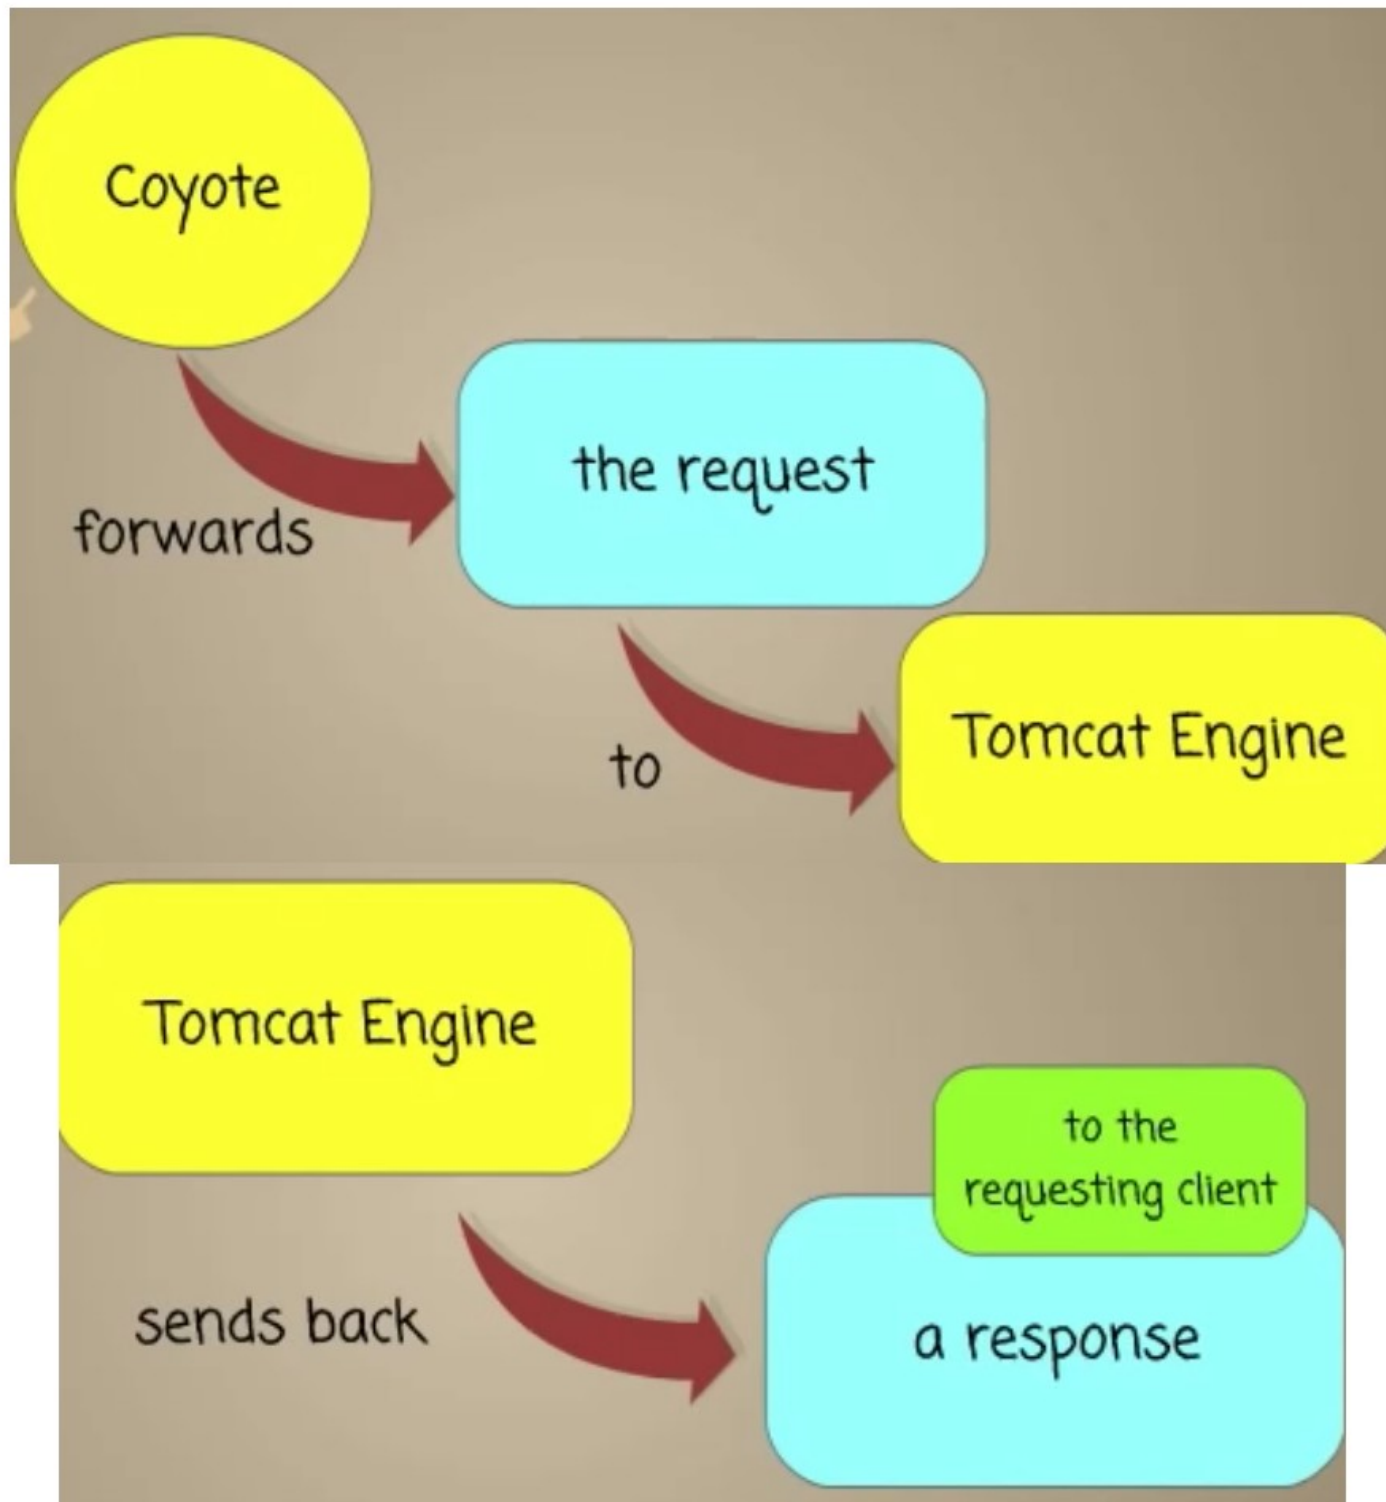 Coyote
forwards
the request
to
Tomcat Engine
Tomcat Engine
sends back
a response
to the
requesting client